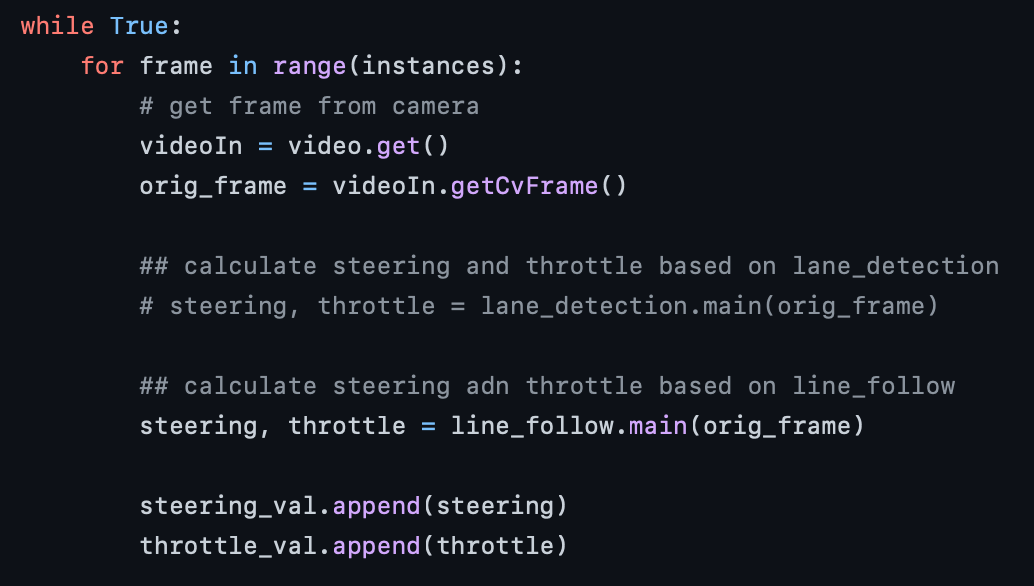 while True:
    for frame in range(instances):
        # get frame from camera
        videoIn = video.get()
        orig_frame = videoIn.getCvFrame()

        ## calculate steering and throttle based on lane_detection
        # steering, throttle = lane_detection.main(orig_frame)

        ## calculate steering adn throttle based on line_follow
        steering, throttle = line_follow.main(orig_frame)

        steering_val.append(steering)
        throttle_val.append(throttle)